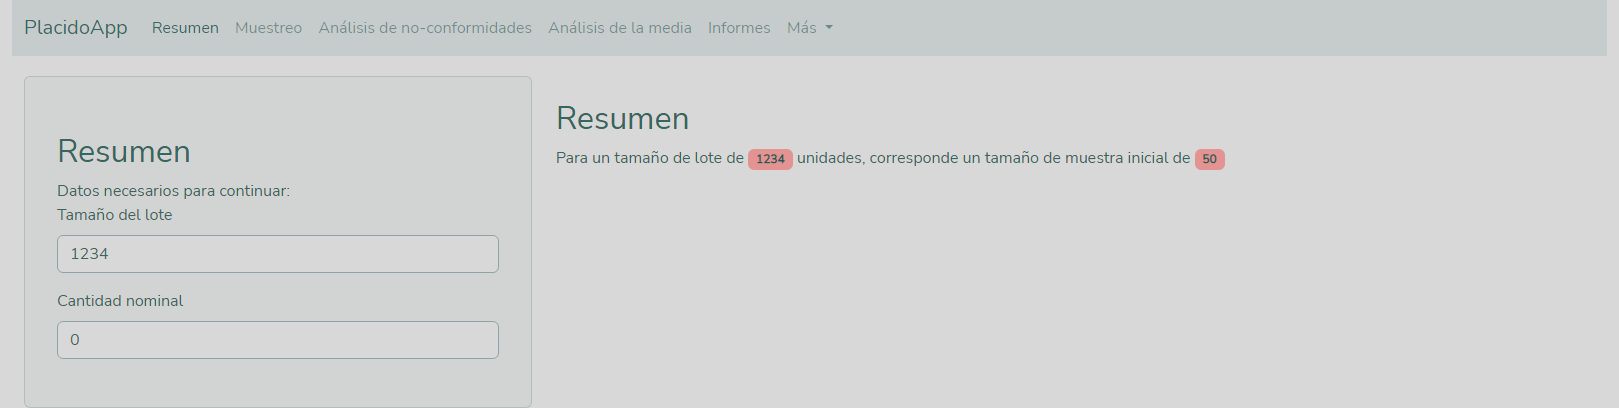 PlacidoApp Resumen Muestreo Análisis de no-conformidades Análisis de la media Informes Más
Resumen
Datos necesarios para continuar:
Tamaño del lote
1234
Cantidad nominal
0
Resumen
Para un tamaño de lote de 1234 unidades, corresponde un tamaño de muestra inicial de 50